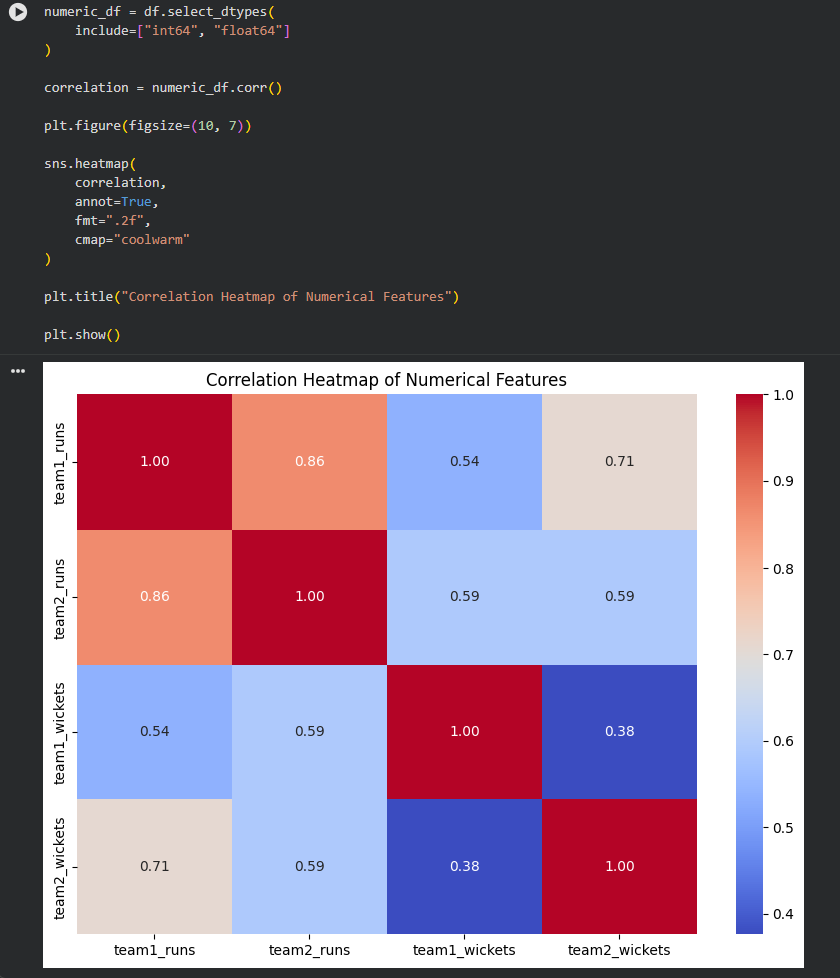 numeric_df = df.select_dtypes(
    include=["int64", "float64"]
)
correlation = numeric_df.corr()
plt.figure(figsize=(10, 7))
sns.heatmap(
    correlation,
    annot=True,
    fmt=".2f",
    cmap="coolwarm"
)
plt.title("Correlation Heatmap of Numerical Features")
plt.show()
Correlation Heatmap of Numerical Features
team1_runs
1.00 0.86 0.54 0.71
team2_runs
0.86 1.00 0.59 0.59
team1_wickets
0.54 0.59 1.00 0.38
team2_wickets
0.71 0.59 0.38 1.00
team1_runs team2_runs team1_wickets team2_wickets
1.0
0.9
0.8
0.7
0.6
0.5
0.4